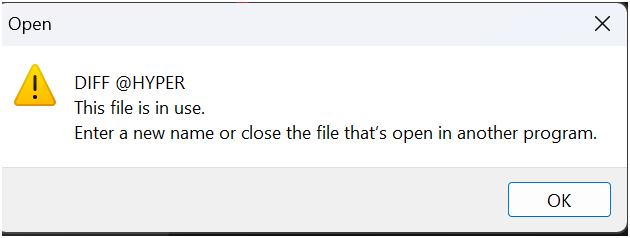 Open
DIFF @HYPER
This file is in use.
Enter a new name or close the file that's open in another program.
OK